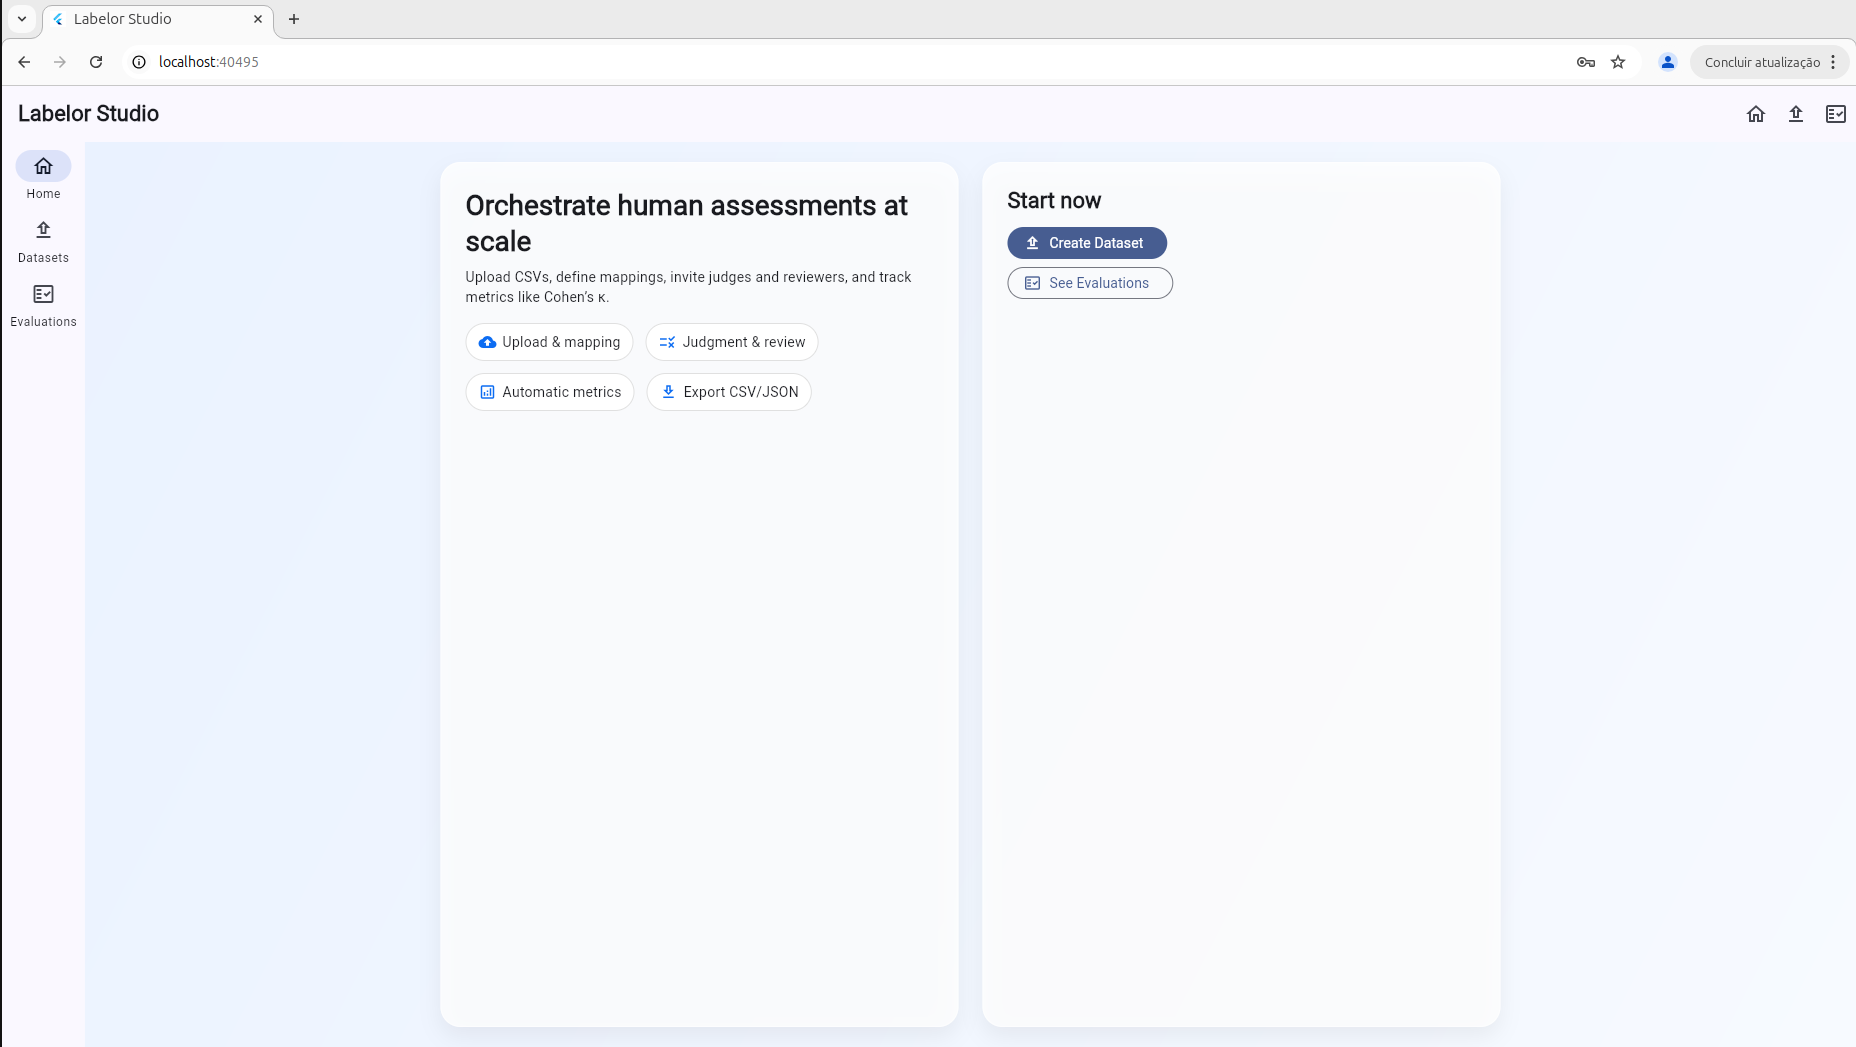 Labelor Studio
localhost:40495
Concluir atualização
Labelor Studio
Home
Datasets
Evaluations
Orchestrate human assessments at
scale
Upload CSVs, define mappings, invite judges and reviewers, and track
metrics like Cohen’s κ.
Upload & mapping
Judgment & review
Automatic metrics
Export CSV/JSON
Start now
Create Dataset
See Evaluations